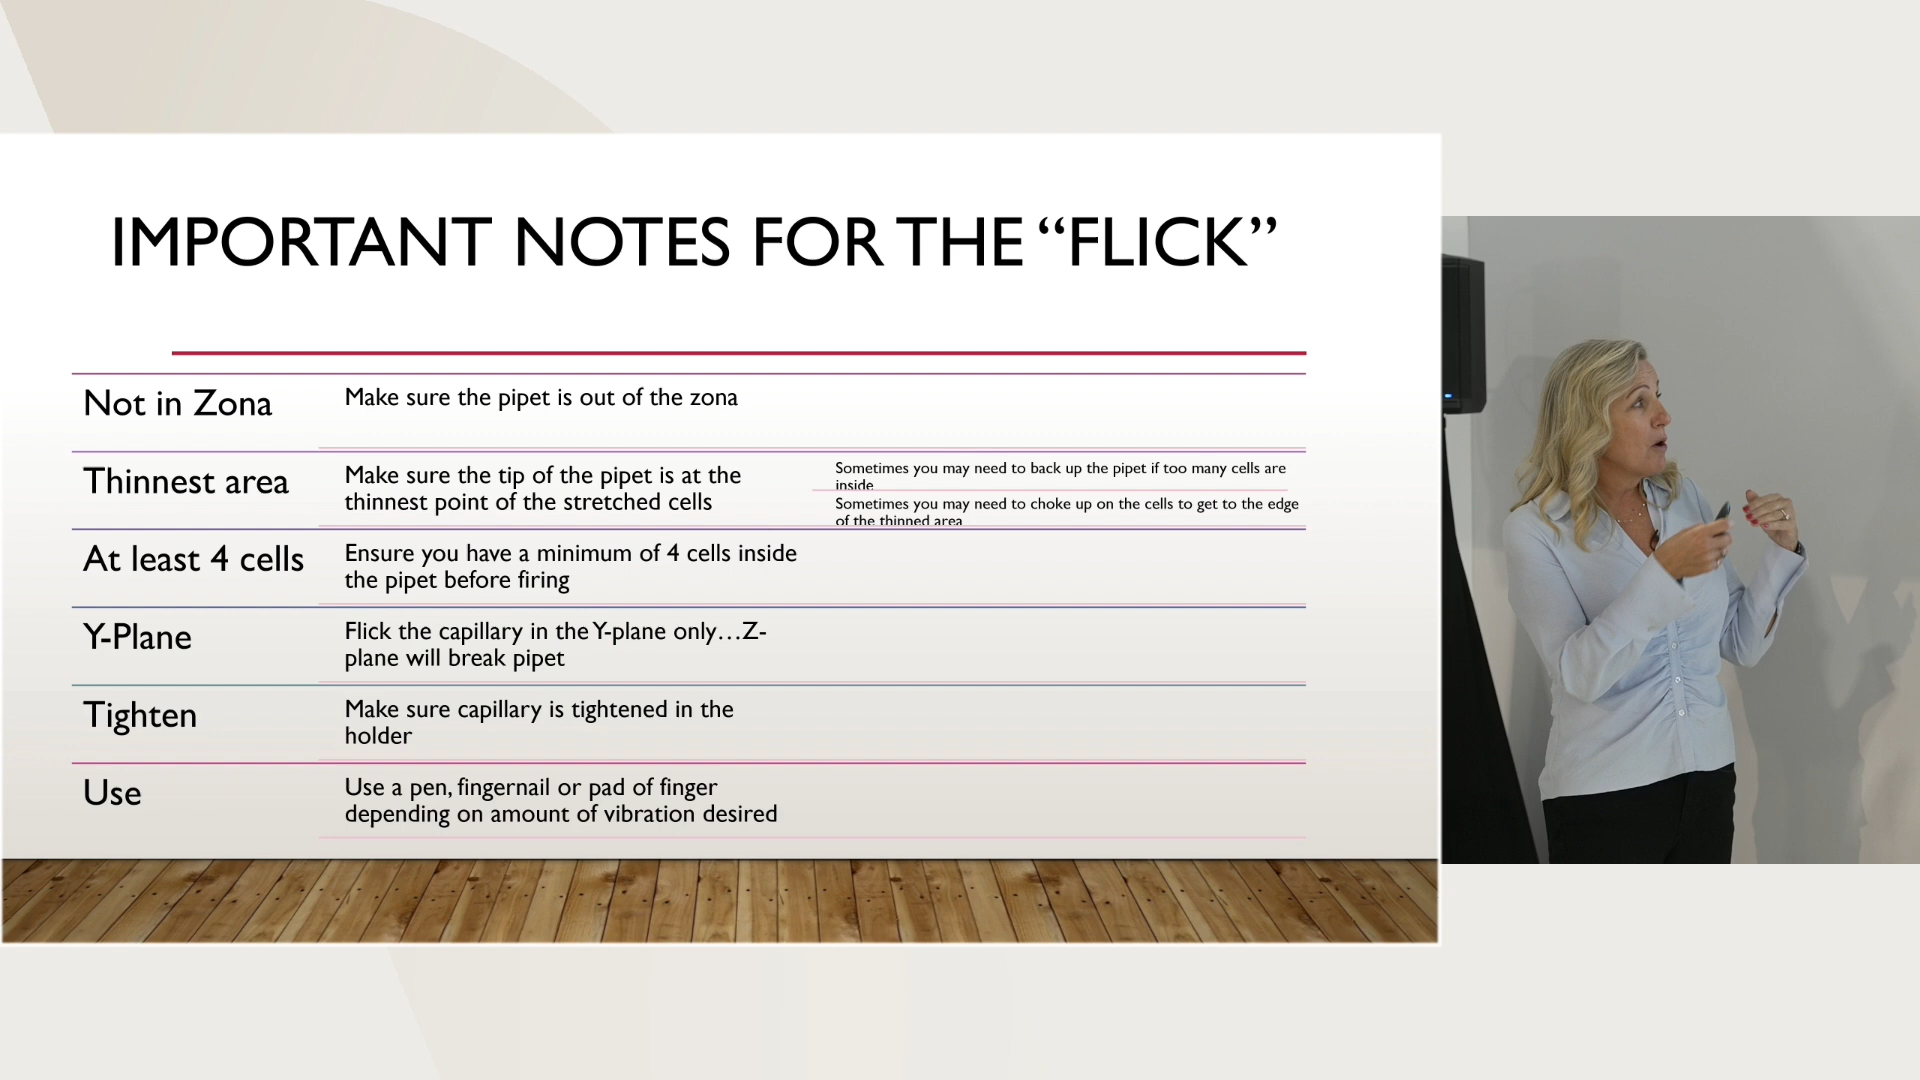 IMPORTANT NOTES FOR THE “FLICK”
Not in Zona
Make sure the pipet is out of the zona
Thinnest area
Make sure the tip of the pipet is at the
thinnest point of the stretched cells
Sometimes you may need to back up the pipet if too many cells are
inside
Sometimes you may need to choke up on the cells to get to the edge
of the thinned area
At least 4 cells
Ensure you have a minimum of 4 cells inside
the pipet before firing
Y-Plane
Flick the capillary in the Y-plane only…Z-
plane will break pipet
Tighten
Make sure capillary is tightened in the
holder
Use
Use a pen, fingernail or pad of finger
depending on amount of vibration desired